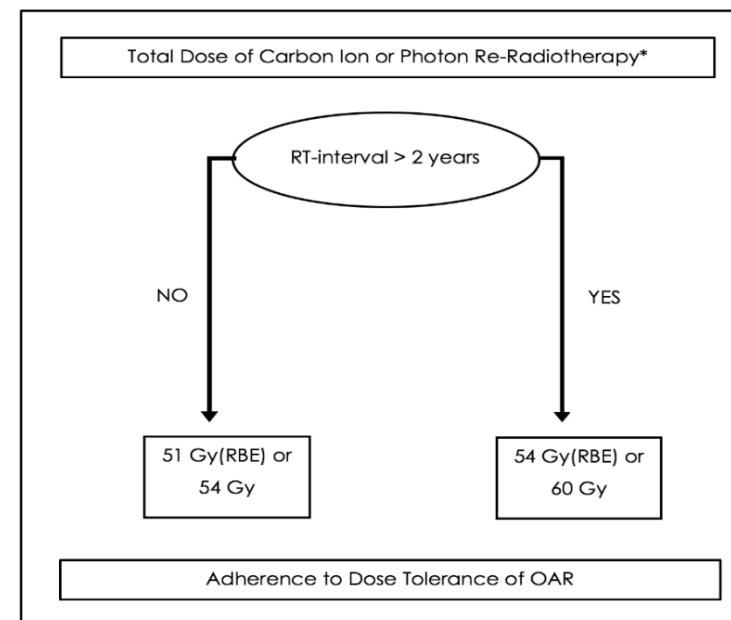 Total Dose of Carbon Ion or Photon Re-Radiotherapy*
RT-interval > 2 years
NO
YES
51 Gy(RBE) or
54 Gy
54 Gy(RBE) or
60 Gy
Adherence to Dose Tolerance of OAR